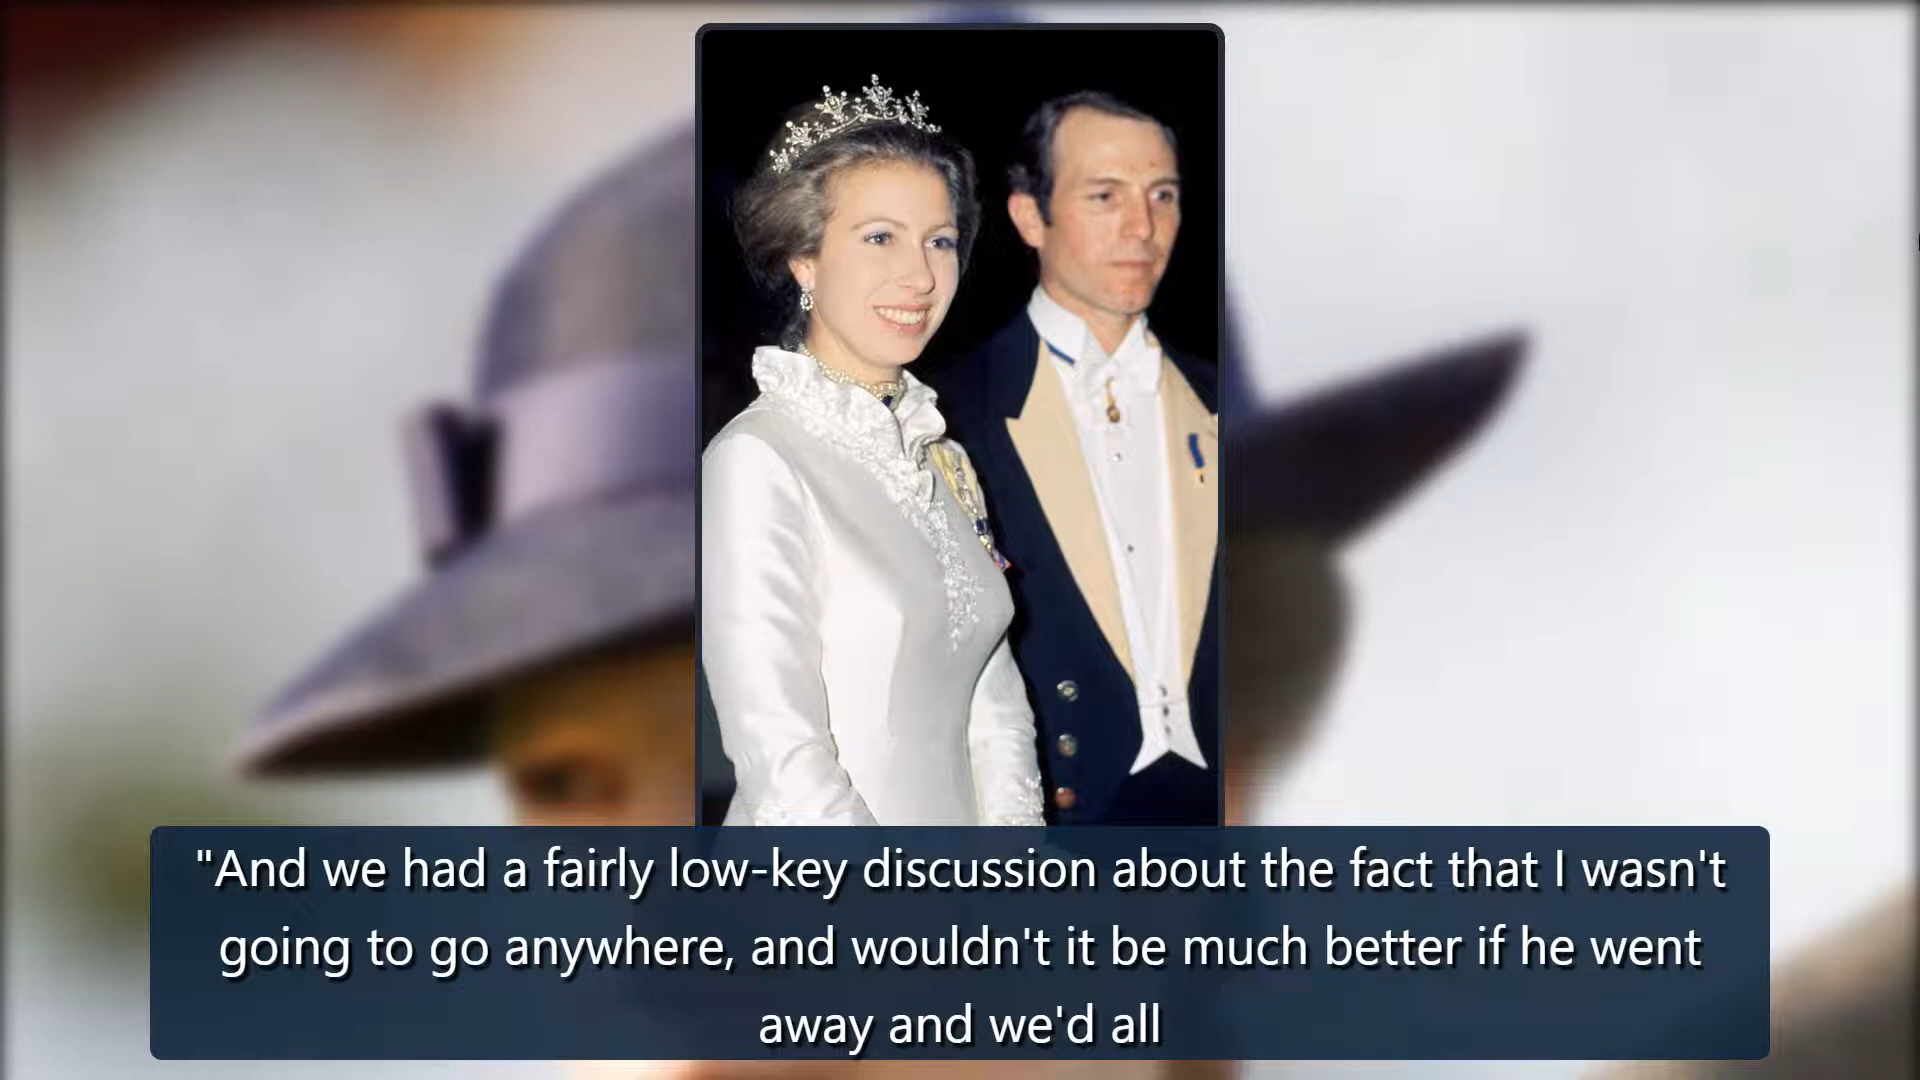 "And we had a fairly low-key discussion about the fact that I wasn't
going to go anywhere, and wouldn't it be much better if he went
away and we'd all